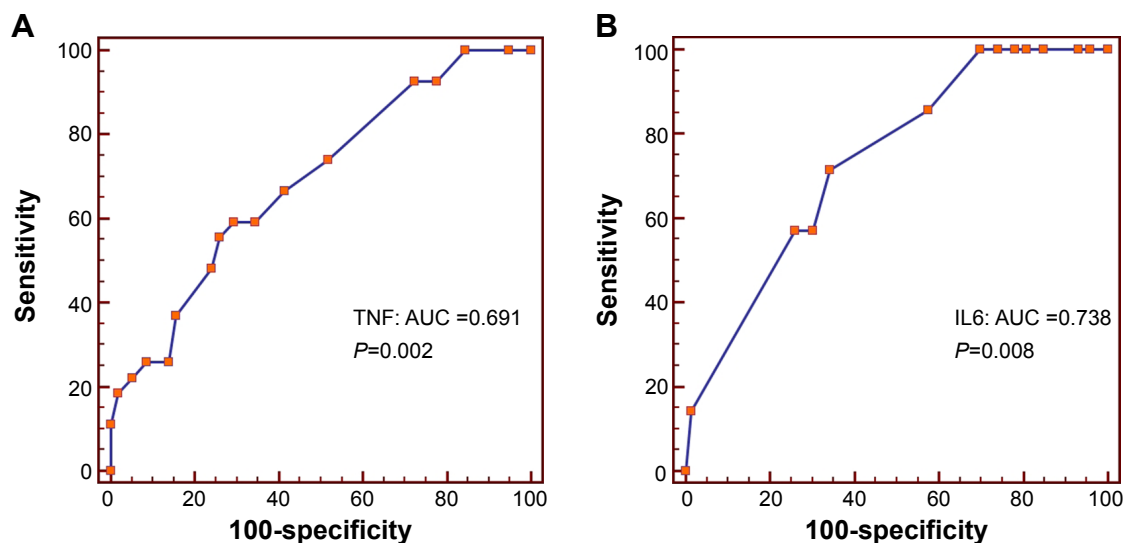 A
B
100
80
60
40
20
0
Sensitivity
TNF: AUC =0.691
P=0.002
0 20 40 60 80 100
100-specificity
100
80
60
40
20
0
Sensitivity
IL6: AUC =0.738
P=0.008
0 20 40 60 80 100
100-specificity